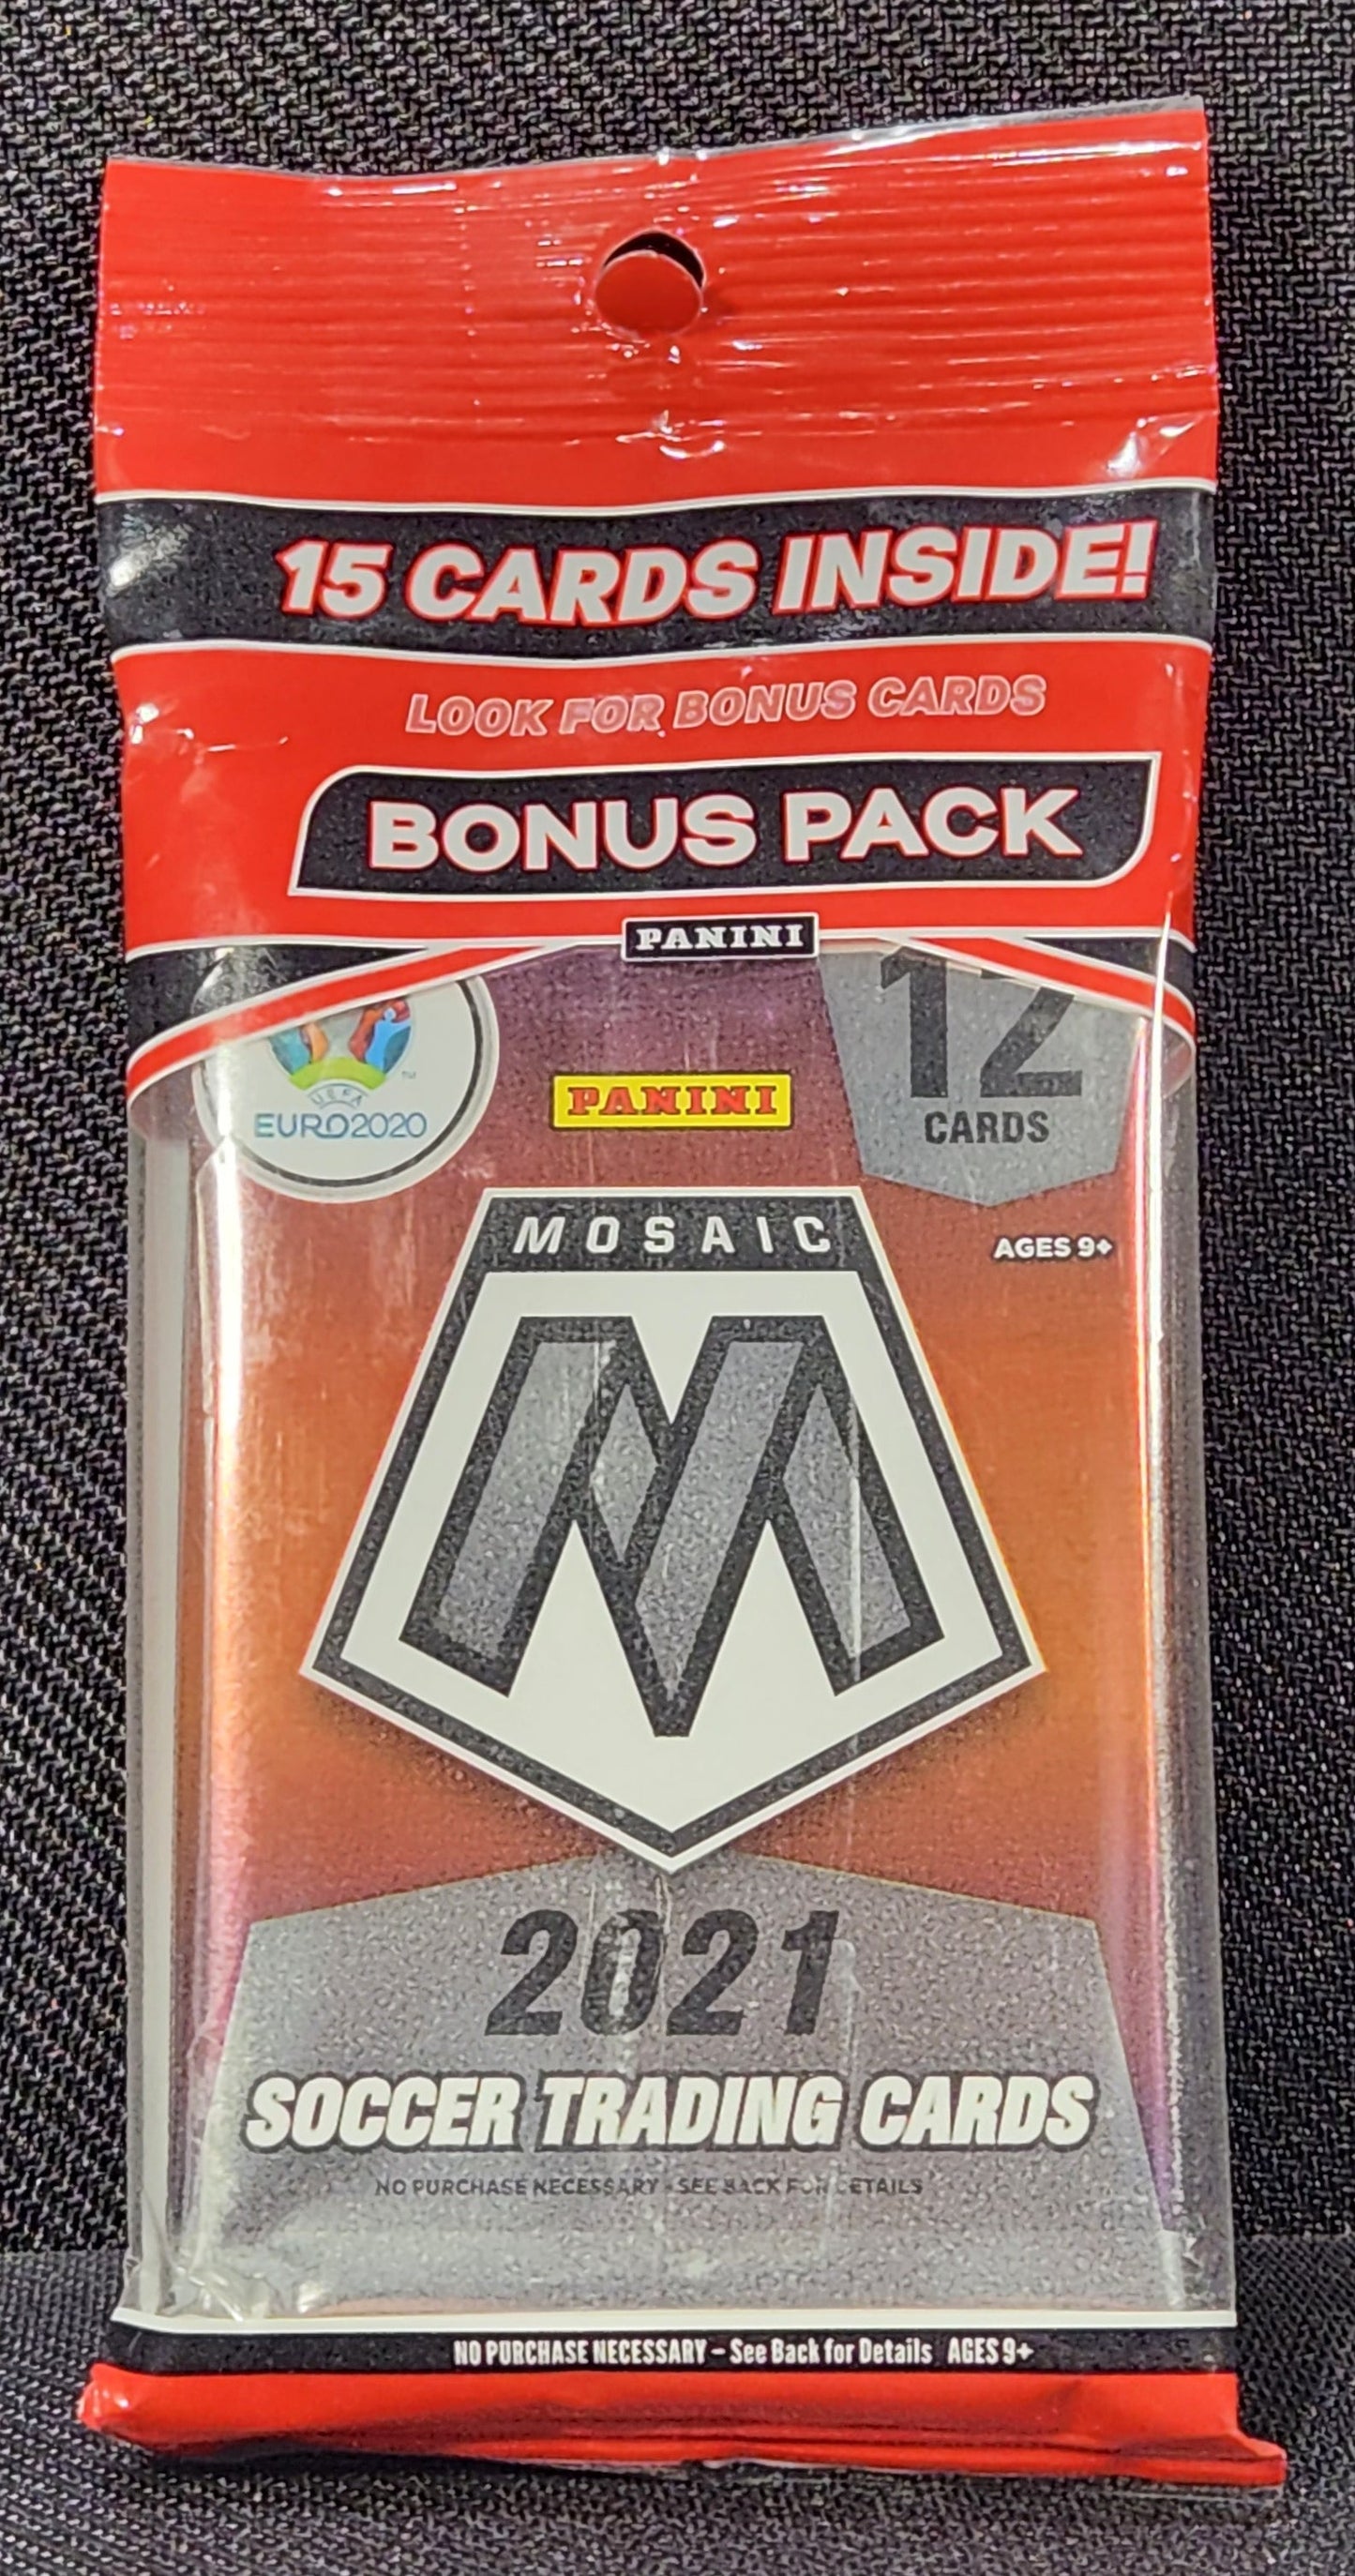 15 CARDS INSIDE!
LOOK FOR BONUS CARDS
BONUS PACK
PANINI
UEFA
EURO2020
TM
PANINI
12
CARDS
AGES 9+
MOSAIC
M
2021
SOCCER TRADING CARDS
NO PURCHASE NECESSARY - SEE BACK FOR DETAILS
NO PURCHASE NECESSARY – See Back for Details AGES 9+